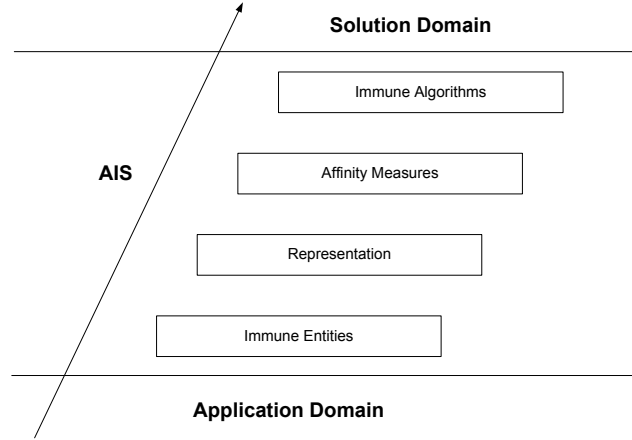 Solution Domain
Immune Algorithms
AIS
Affinity Measures
Representation
Immune Entities
Application Domain